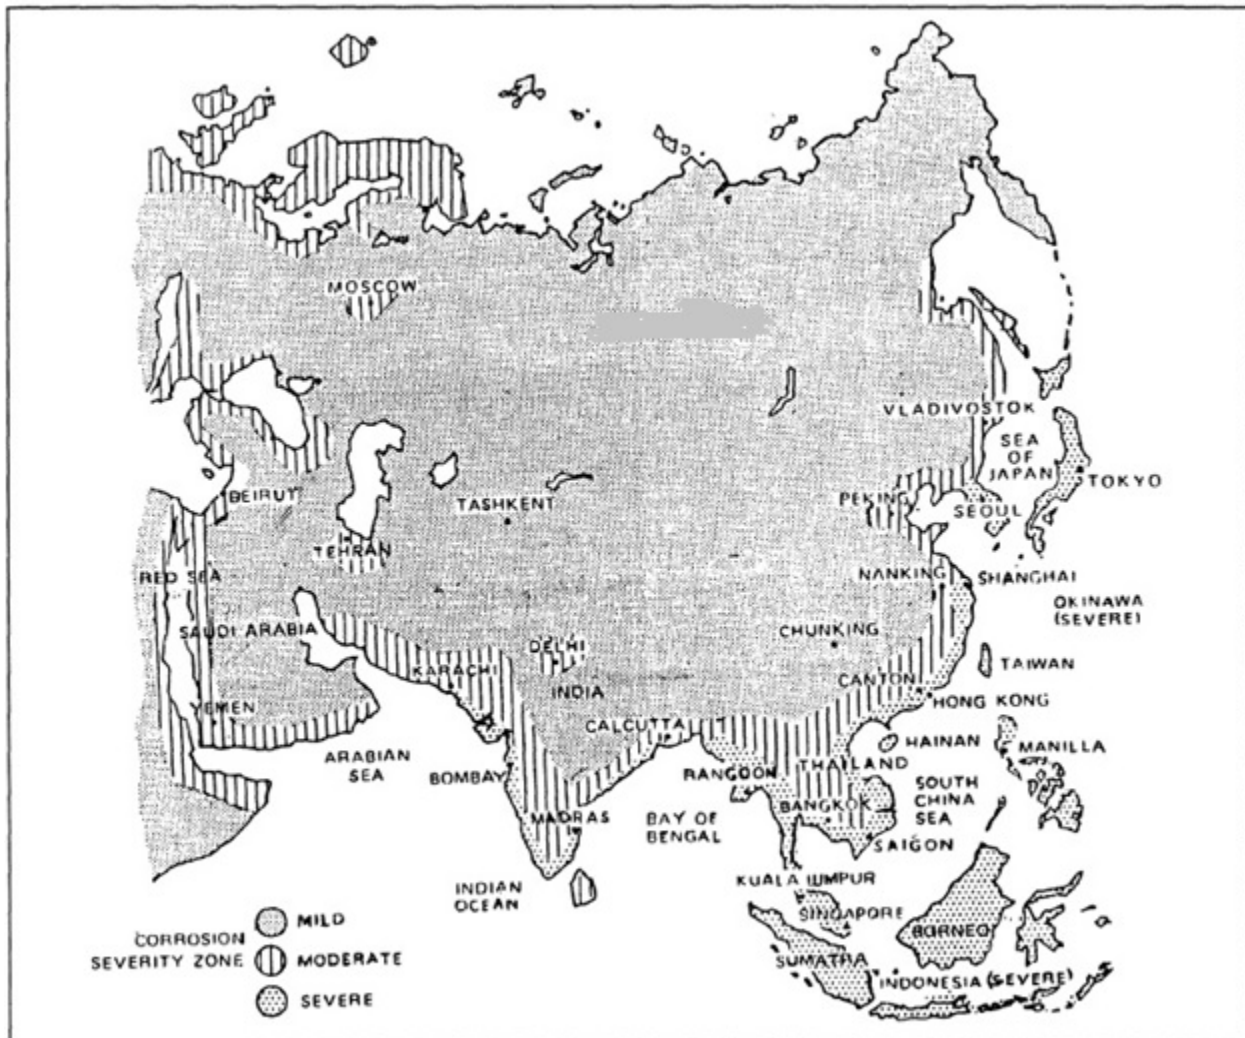 MOSCOW
VLADIVOSTOK
SEA
OF
JAPAN
TOKYO
BEIRUT
TASHKENT
PEKING
SEOUL
TEHRAN
RED SEA
NANKING
SHANGHAI
OKINAWA
(SEVERE)
SAUDI ARABIA
CHUNKING
DELHI
KARACHI
INDIA
TAIWAN
CANTON
HONG KONG
YEMEN
CALCUTTA
HAINAN
MANILLA
ARABIAN
SEA
BOMBAY
RANGOON
THAILAND
SOUTH
CHINA
SEA
BANGKOK
MADRAS
BAY OF
BENGAL
SAIGON
KUALA LUMPUR
INDIAN
OCEAN
SINGAPORE
BORNEO
SUMATRA
INDONESIA (SEVERE)
CORROSION
SEVERITY ZONE
MILD
MODERATE
SEVERE